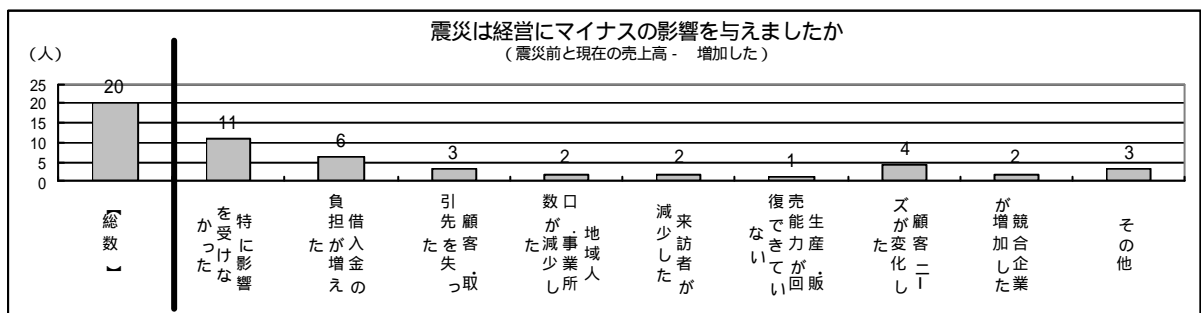 震災は経営にマイナスの影響を与えましたか
(震災前と現在の売上高 - 増加した)
(人)
25
20
15
10
5
0
20
11
6
3
2
2
1
4
2
3
【総数】
特に影響
を受けな
かった
借入金の
負担が増え
た
顧客・取
引先を失っ
た
地域人
口・事業所
数が減少し
た
来訪者が
減少した
生産・販
売能力が回
復できてい
ない
顧客ニー
ズが変化し
た
競合企業
が増加した
その他